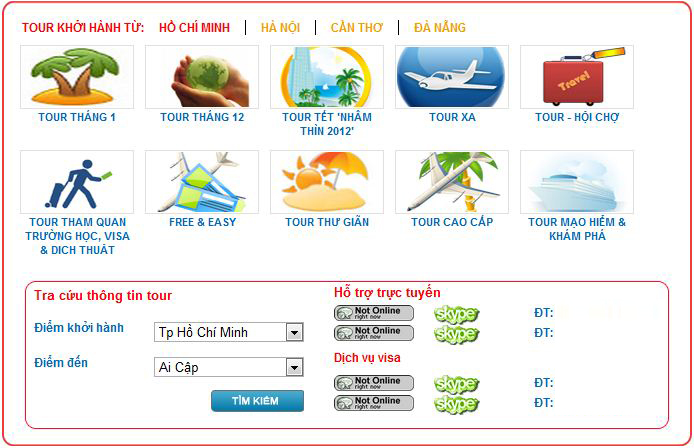 TOUR KHỞI HÀNH TỪ: HỒ CHÍ MINH | HÀ NỘI | CẦN THƠ | ĐÀ NẴNG
Travel
TOUR THÁNG 1 TOUR THÁNG 12 TOUR TẾT 'NHÂM TOUR XA TOUR - HỘI CHỢ
THÌN 2012'
TOUR THAM QUAN FREE & EASY TOUR THƯ GIÃN TOUR CAO CẤP TOUR MẠO HIỂM &
TRƯỜNG HỌC, VISA KHÁM PHÁ
& DỊCH THUẬT
Tra cứu thông tin tour
Điểm khởi hành Tp Hồ Chí Minh
Điểm đến Ai Cập
TÌM KIẾM
Hỗ trợ trực tuyến
Not Online right now skype ĐT:
Not Online right now skype ĐT:
Dịch vụ visa
Not Online right now skype ĐT:
Not Online right now skype ĐT: